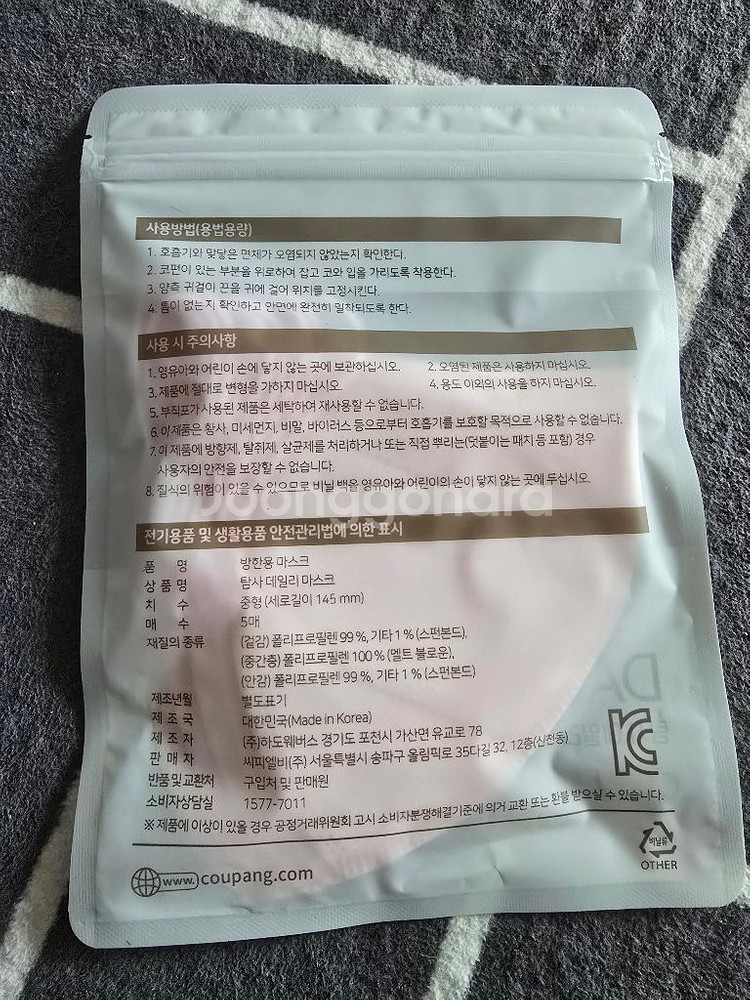 사용방법(용법용량)
1. 호흡기와 맞닿은 면체가 오염되지 않았는지 확인한다.
2. 코편이 있는 부분을 위로하여 잡고 코와 입을 가리도록 착용한다.
3. 양측 귀걸이 끈을 귀에 걸어 위치를 고정시킨다.
4. 틈이 없는지 확인하고 안면에 완전히 밀착되도록 한다.
사용 시 주의사항
1. 영유아와 어린이 손에 닿지 않는 곳에 보관하십시오. 2. 오염된 제품은 사용하지 마십시오.
3. 제품에 절대로 변형을 가하지 마십시오. 4. 용도 이외의 사용을 하지 마십시오.
5. 부직포가 사용된 제품은 세탁하여 재사용할 수 없습니다.
6. 이 제품은 황사, 미세먼지, 비말, 바이러스 등으로부터 호흡기를 보호할 목적으로 사용할 수 없습니다.
7. 이 제품에 방향제, 탈취제, 살균제를 처리하거나 또는 직접 뿌리는(덧붙이는 패치 등 포함) 경우
사용자의 안전을 보장할 수 없습니다.
8. 질식의 위험이 있을 수 있으므로 비닐 백을 영유아와 어린이의 손이 닿지 않는 곳에 두십시오.
Joonggonara
전기용품 및 생활용품 안전관리법에 의한 표시
품 명 방한용 마스크
상 품 명 탐사 데일리 마스크
치 수 중형 (세로길이 145 mm)
매 수 5매
재질의 종류 (겉감) 폴리프로필렌 99 %, 기타 1 % (스펀본드),
(중간층) 폴리프로필렌 100 % (멜트 블로운),
(안감) 폴리프로필렌 99 %, 기타 1 % (스펀본드)
제조년월 별도표기
제 조 국 대한민국(Made in Korea)
제 조 자 (주)하도웨버스 경기도 포천시 가산면 유교로 78
판 매 자 씨피엘비(주) 서울특별시 송파구 올림픽로 35다길 32, 12층(신천동)
반품 및 교환처 구입처 및 판매원
소비자상담실 1577-7011
※ 제품에 이상이 있을 경우 공정거래위원회 고시 소비자분쟁해결기준에 의거 교환 또는 환불 받으실 수 있습니다.
www. coupang.com
비닐류
OTHER